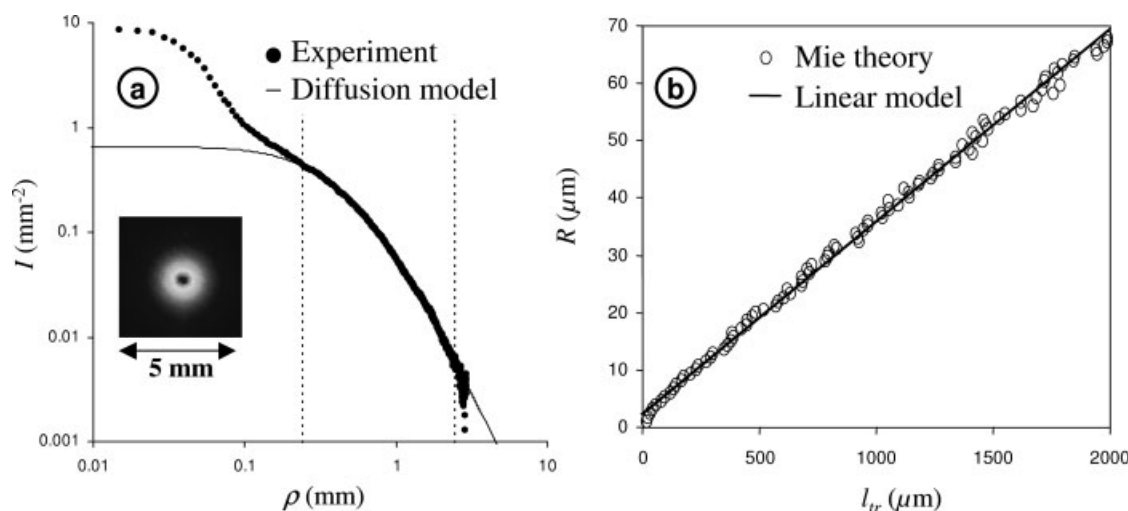 10
1
0.1
0.01
0.001
I (mm-2)
a
● Experiment
— Diffusion model
5 mm
0.01 0.1 1 10
ρ (mm)
70
60
50
40
30
20
10
0
R (µm)
b
○ Mie theory
— Linear model
0 500 1000 1500 2000
ltr (µm)